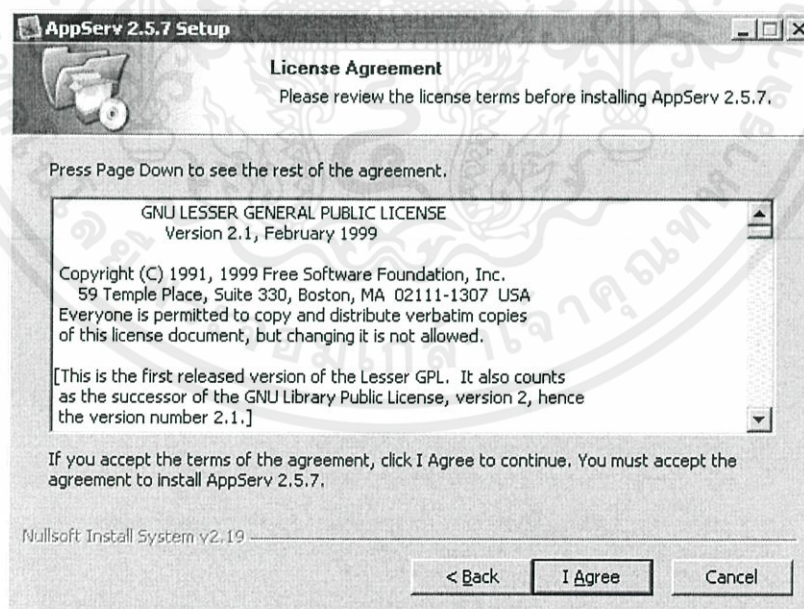 AppServ 2.5.7 Setup
License Agreement
Please review the license terms before installing AppServ 2.5.7.
Press Page Down to see the rest of the agreement.
GNU LESSER GENERAL PUBLIC LICENSE
Version 2.1, February 1999
Copyright (C) 1991, 1999 Free Software Foundation, Inc.
59 Temple Place, Suite 330, Boston, MA 02111-1307 USA
Everyone is permitted to copy and distribute verbatim copies
of this license document, but changing it is not allowed.
[This is the first released version of the Lesser GPL. It also counts
as the successor of the GNU Library Public License, version 2, hence
the version number 2.1.]
If you accept the terms of the agreement, click I Agree to continue. You must accept the
agreement to install AppServ 2.5.7.
Nullsoft Install System v2.19
< Back
I Agree
Cancel